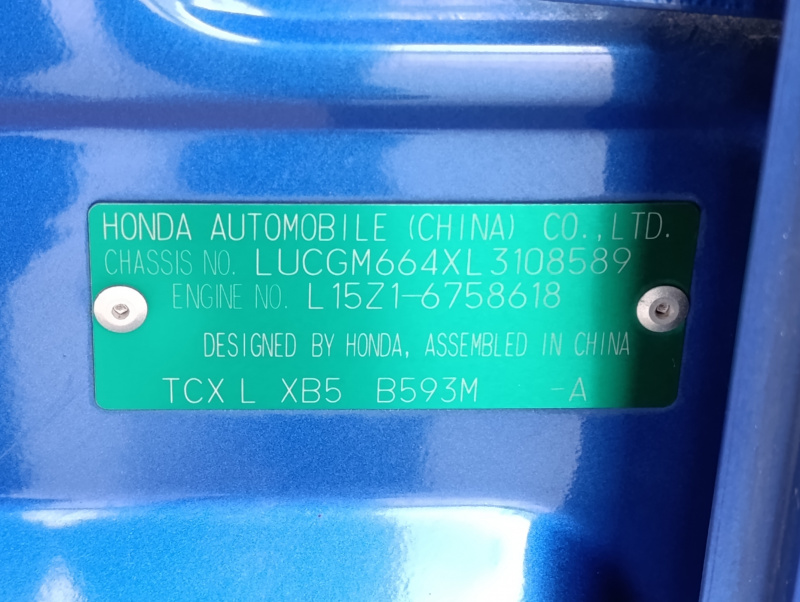 HONDA AUTOMOBILE (CHINA) CO.,LTD.
CHASSIS NO. LUCGM664XL3108589
ENGINE NO. L15Z1-6758618
DESIGNED BY HONDA, ASSEMBLED IN CHINA
TCX L XB5 B593M -A